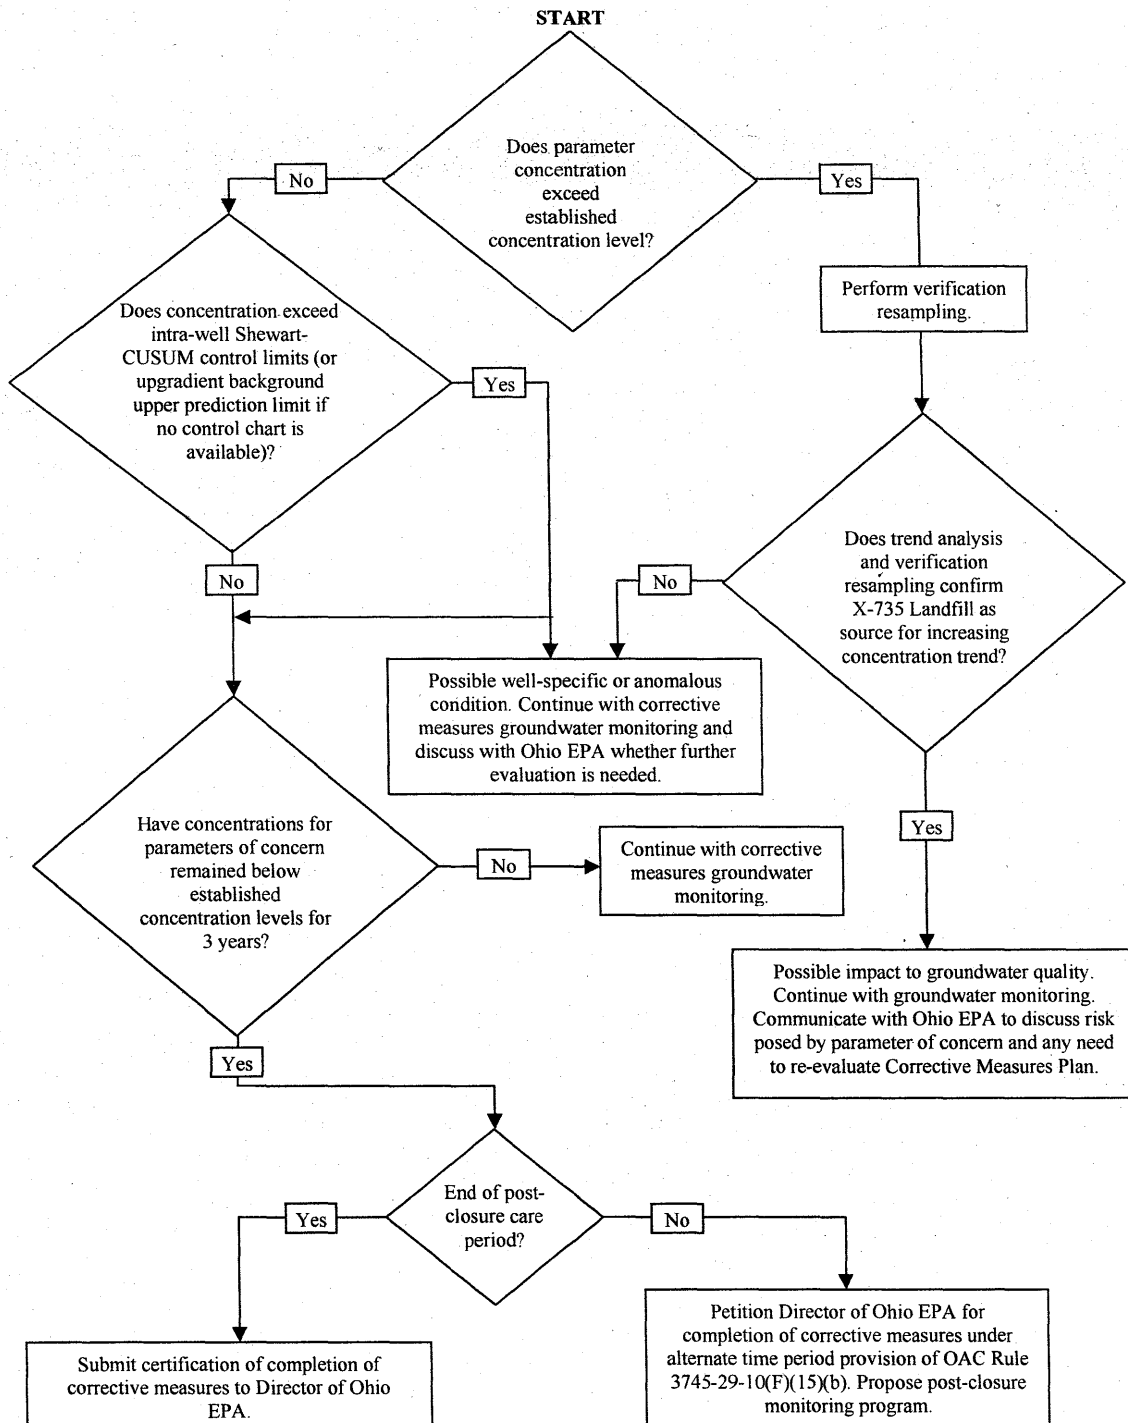 START
Does parameter
concentration
exceed
established
concentration level?
No
Yes
Perform verification
resampling.
Does concentration exceed
intra-well Shewart-
CUSUM control limits (or
upgradient background
upper prediction limit if
no control chart is
available)?
Yes
No
Does trend analysis
and verification
resampling confirm
X-735 Landfill as
source for increasing
concentration trend?
No
Possible well-specific or anomalous
condition. Continue with corrective
measures groundwater monitoring and
discuss with Ohio EPA whether further
evaluation is needed.
Yes
Have concentrations for
parameters of concern
remained below
established
concentration levels for
3 years?
No
Continue with corrective
measures groundwater
monitoring.
Possible impact to groundwater quality.
Continue with groundwater monitoring.
Communicate with Ohio EPA to discuss risk
posed by parameter of concern and any need
to re-evaluate Corrective Measures Plan.
Yes
End of post-
closure care
period?
Yes
No
Submit certification of completion of
corrective measures to Director of Ohio
EPA.
Petition Director of Ohio EPA for
completion of corrective measures under
alternate time period provision of OAC Rule
3745-29-10(F)(15)(b). Propose post-closure
monitoring program.